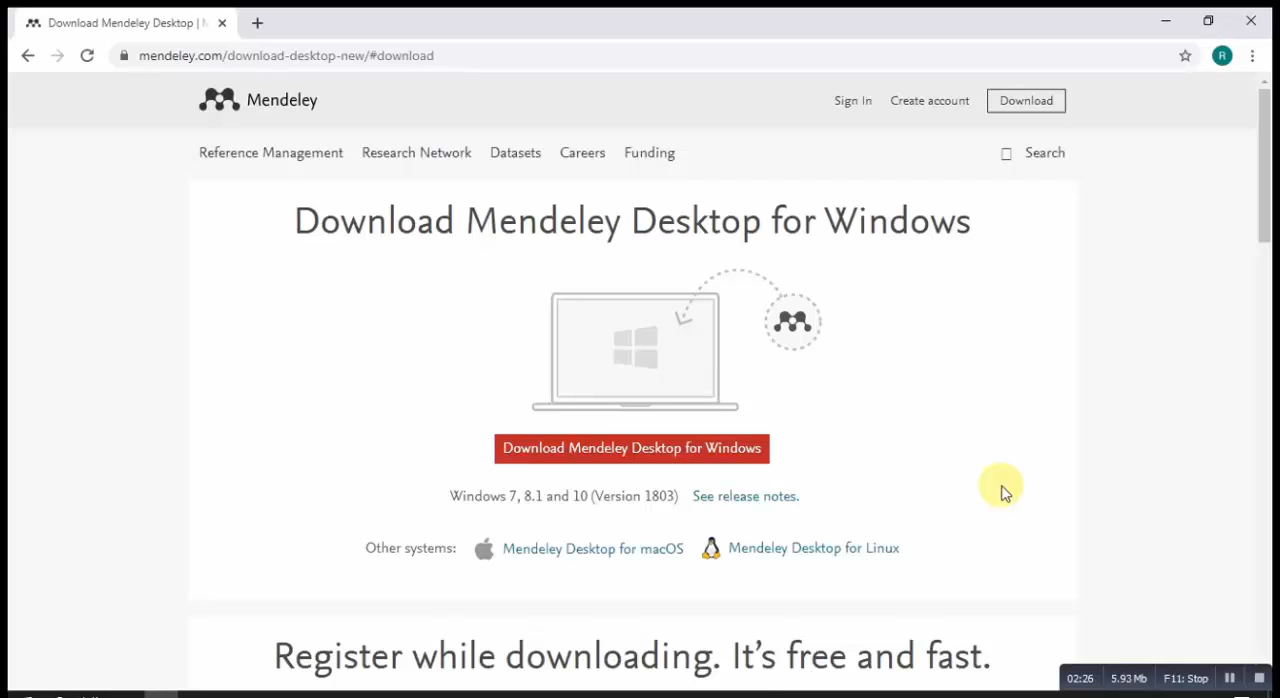 Download Mendeley Desktop |
mendeley.com/download-desktop-new/#download
R
Mendeley
Sign In
Create account
Download
Reference Management
Research Network
Datasets
Careers
Funding
Search
Download Mendeley Desktop for Windows
Download Mendeley Desktop for Windows
Windows 7, 8.1 and 10 (Version 1803)
See release notes.
Other systems:
Mendeley Desktop for macOS
Mendeley Desktop for Linux
Register while downloading. It’s free and fast.
02:26
5.93 Mb
F11: Stop